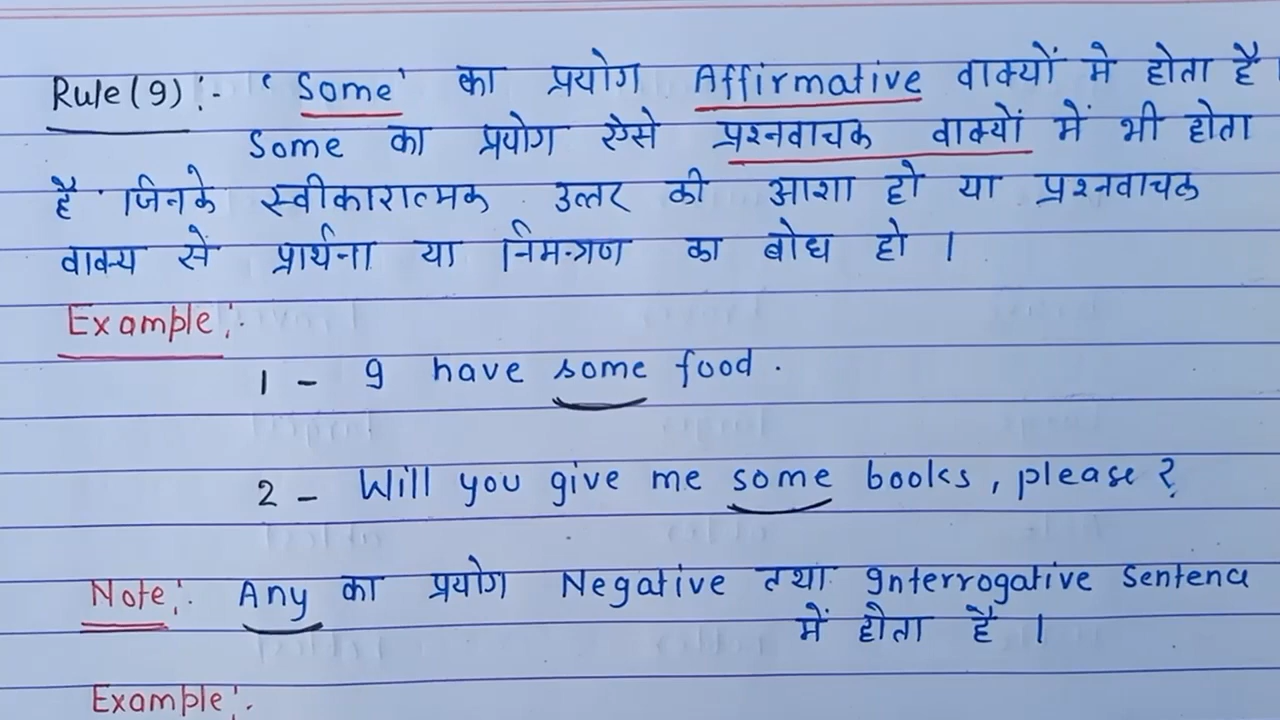 Rule(9):- 'Some' का प्रयोग Affirmative वाक्यों मे होता है।
Some का प्रयोग ऐसे प्रश्नवाचक वाक्यों में भी होता
है जिनके स्वीकारात्मक उत्तर की आशा हो या प्रश्नवाचक
वाक्य सें प्रार्थना या निमन्त्रण का बोध हो ।
Example:-
1 - I have some food.
2 - Will you give me some books, please?
Note:- Any का प्रयोग Negative तथा Interrogative Sentenc
में होता है ।
Example:-